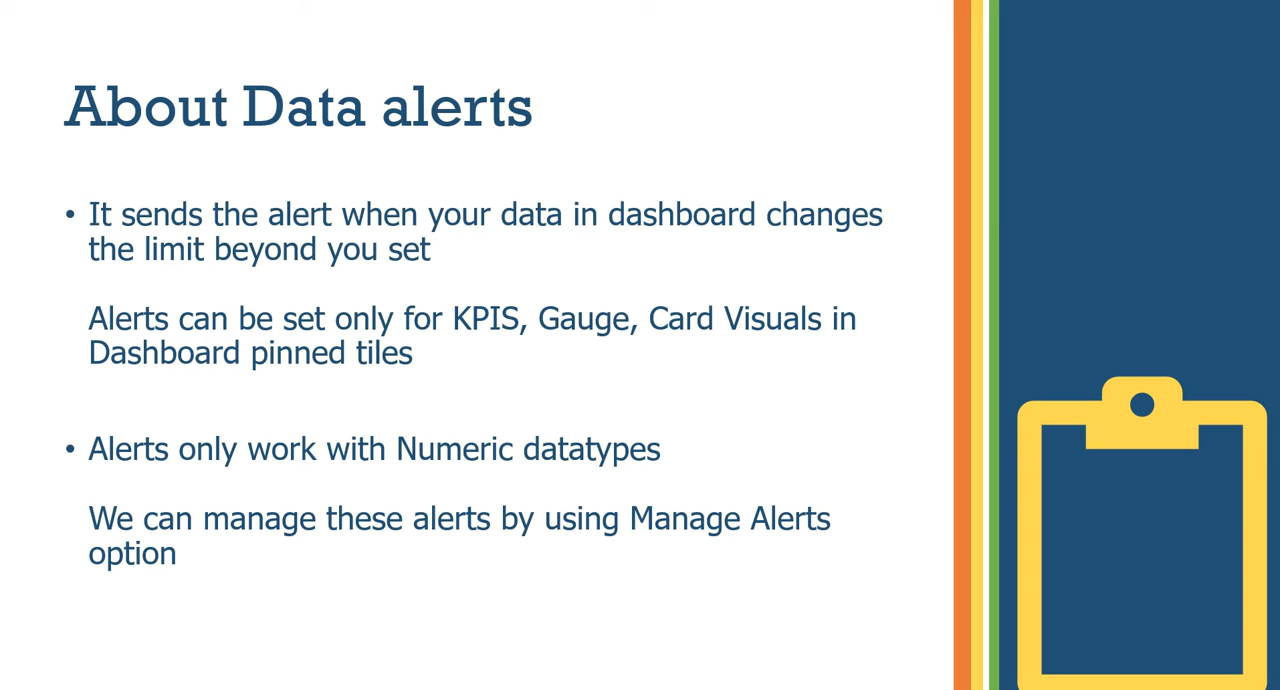 About Data alerts
• It sends the alert when your data in dashboard changes
the limit beyond you set
Alerts can be set only for KPIS, Gauge, Card Visuals in
Dashboard pinned tiles
• Alerts only work with Numeric datatypes
We can manage these alerts by using Manage Alerts
option